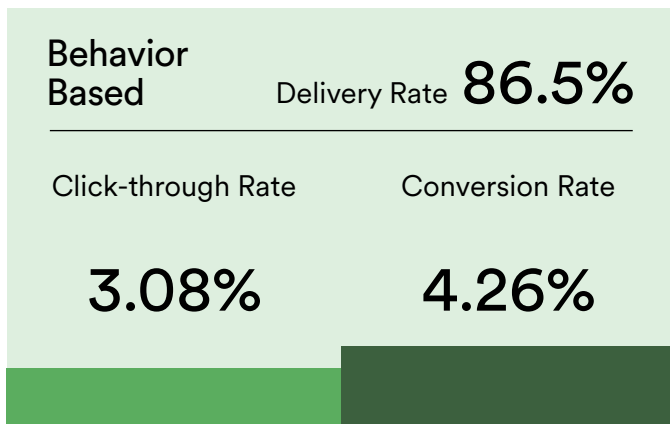 Behavior
Based
Delivery Rate 86.5%
Click-through Rate
Conversion Rate
3.08%
4.26%